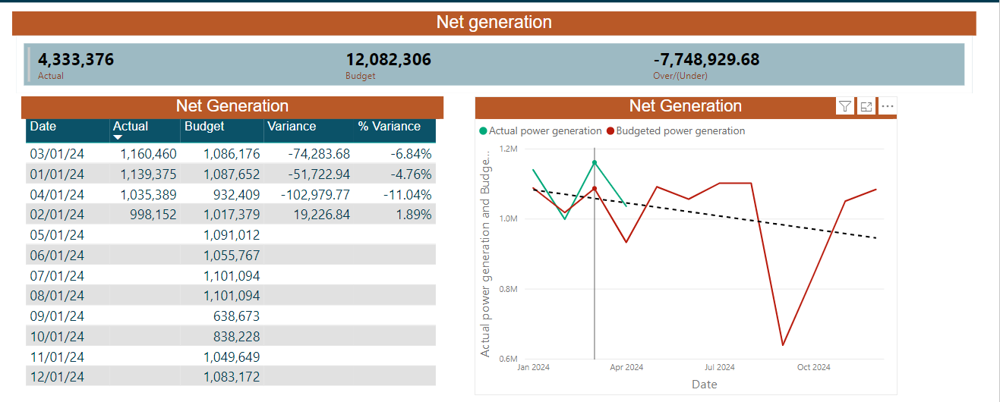 Net generation
4,333,376 12,082,306 -7,748,929.68
Actual Budget Over/(Under)
Net Generation
Date Actual Budget Variance % Variance
03/01/24 1,160,460 1,086,176 -74,283.68 -6.84%
01/01/24 1,139,375 1,087,652 -51,722.94 -4.76%
04/01/24 1,035,389 932,409 -102,979.77 -11.04%
02/01/24 998,152 1,017,379 19,226.84 1.89%
05/01/24 1,091,012
06/01/24 1,055,767
07/01/24 1,101,094
08/01/24 1,101,094
09/01/24 638,673
10/01/24 838,228
11/01/24 1,049,649
12/01/24 1,083,172
Net Generation
Actual power generation Budgeted power generation
Actual power generation and Budge...
1.2M
1.0M
0.8M
0.6M
Jan 2024 Apr 2024 Jul 2024 Oct 2024
Date